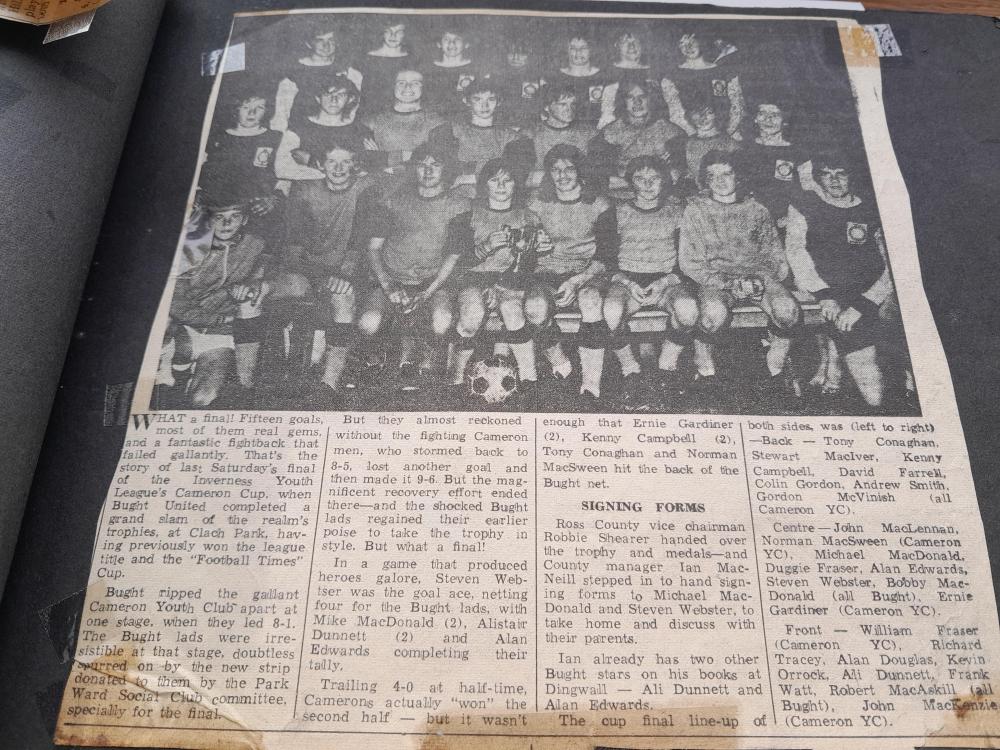 WHAT a final! Fifteen goals,
most of them real gems,
and a fantastic fightback that
failed gallantly. That's the
story of last Saturday's final
of the Inverness Youth
League's Cameron Cup, when
Bught United completed a
grand slam of the realm's
trophies, at Clach Park, hav-
ing previously won the league
title and the "Football Times"
Cup.
Bught ripped the gallant
Cameron Youth Club apart at
one stage, when they led 8-1.
The Bught lads were irre-
sistible at that stage, doubtless
spurred on by the new strip
donated to them by the Park
Ward Social Club committee,
specially for the final.
But they almost reckoned
without the fighting Cameron
men, who stormed back to
8-5, lost another goal and
then made it 9-6. But the mag-
nificent recovery effort ended
there—and the shocked Bught
lads regained their earlier
poise to take the trophy in
style. But what a final!
In a game that produced
heroes galore, Steven Web-
ster was the goal ace, netting
four for the Bught lads, with
Mike MacDonald (2), Alistair
Dunnett (2) and Alan
Edwards completing their
tally.
Trailing 4-0 at half-time,
Camerons actually "won" the
second half — but it wasn't
enough that Ernie Gardiner
(2), Kenny Campbell (2),
Tony Conaghan and Norman
MacSween hit the back of the
Bught net.
SIGNING FORMS
Ross County vice chairman
Robbie Shearer handed over
the trophy and medals—and
County manager Ian Mac-
Neill stepped in to hand sign-
ing forms to Michael Mac-
Donald and Steven Webster, to
take home and discuss with
their parents.
Ian already has two other
Bught stars on his books at
Dingwall — Ali Dunnett and
Alan Edwards.
The cup final line-up of
both sides, was (left to right)
—Back — Tony Conaghan,
Stewart MacIver, Kenny
Campbell, David Farrell,
Colin Gordon, Andrew Smith,
Gordon McVinish (all
Cameron YC).
Centre — John MacLennan,
Norman MacSween (Cameron
YC), Michael MacDonald,
Duggie Fraser, Alan Edwards,
Steven Webster, Bobby Mac-
Donald (all Bught), Ernie
Gardiner (Cameron YC).
Front — William Fraser
(Cameron YC), Richard
Tracey, Alan Douglas, Kevin
Orrock, Ali Dunnett, Frank
Watt, Robert MacAskill (all
Bught), John MacKenzie
(Cameron YC).